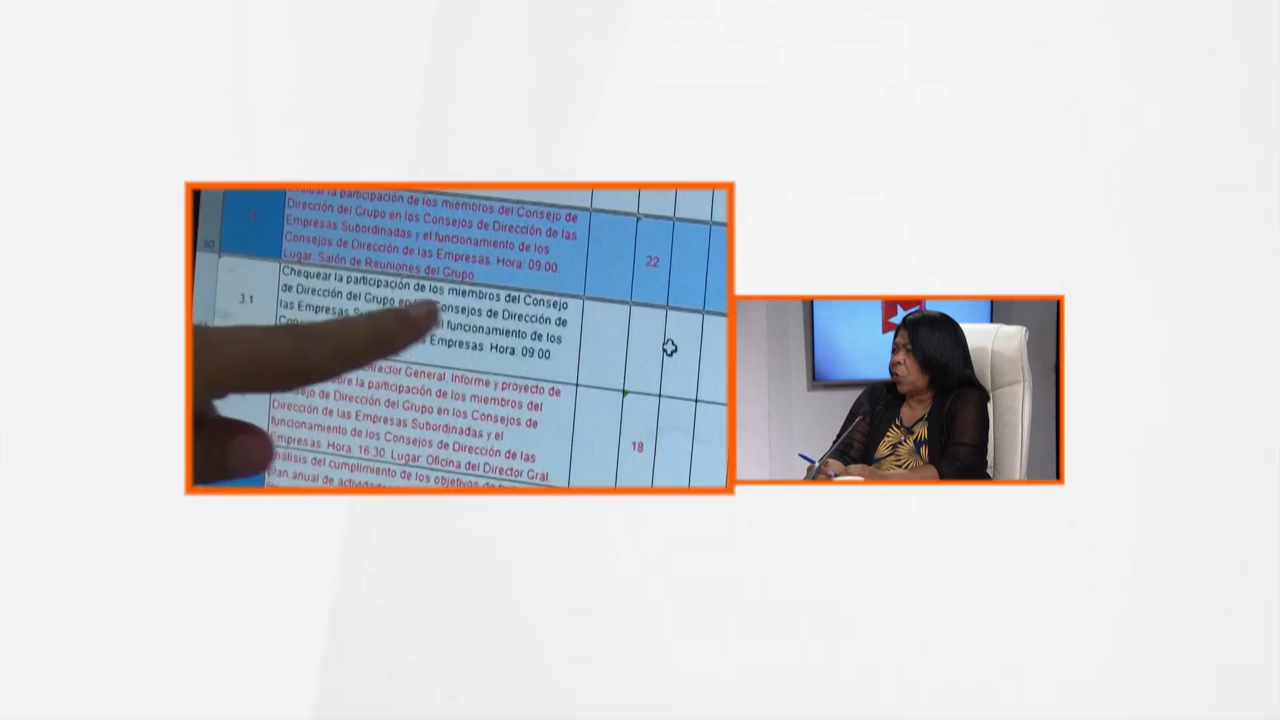 Evaluar la participación de los miembros del Consejo de
Dirección del Grupo en los Consejos de Dirección de las
Empresas Subordinadas y el funcionamiento de los
Consejos de Dirección de las Empresas. Hora: 09:00.
Lugar: Salón de Reuniones del Grupo.
22
30
3.1
Chequear la participación de los miembros del Consejo
de Dirección del Grupo en Consejos de Dirección de
las Empresas el funcionamiento de los
Empresas. Hora: 09:00.
Director General, Informe y proyecto de
sobre la participación de los miembros del
Consejo de Dirección del Grupo en los Consejos de
Dirección de las Empresas Subordinadas y el
funcionamiento de los Consejos de Dirección de las
Empresas. Hora: 16:30. Lugar: Oficina del Director Gral.
18
Análisis del cumplimiento de los objetivos de
plan anual de